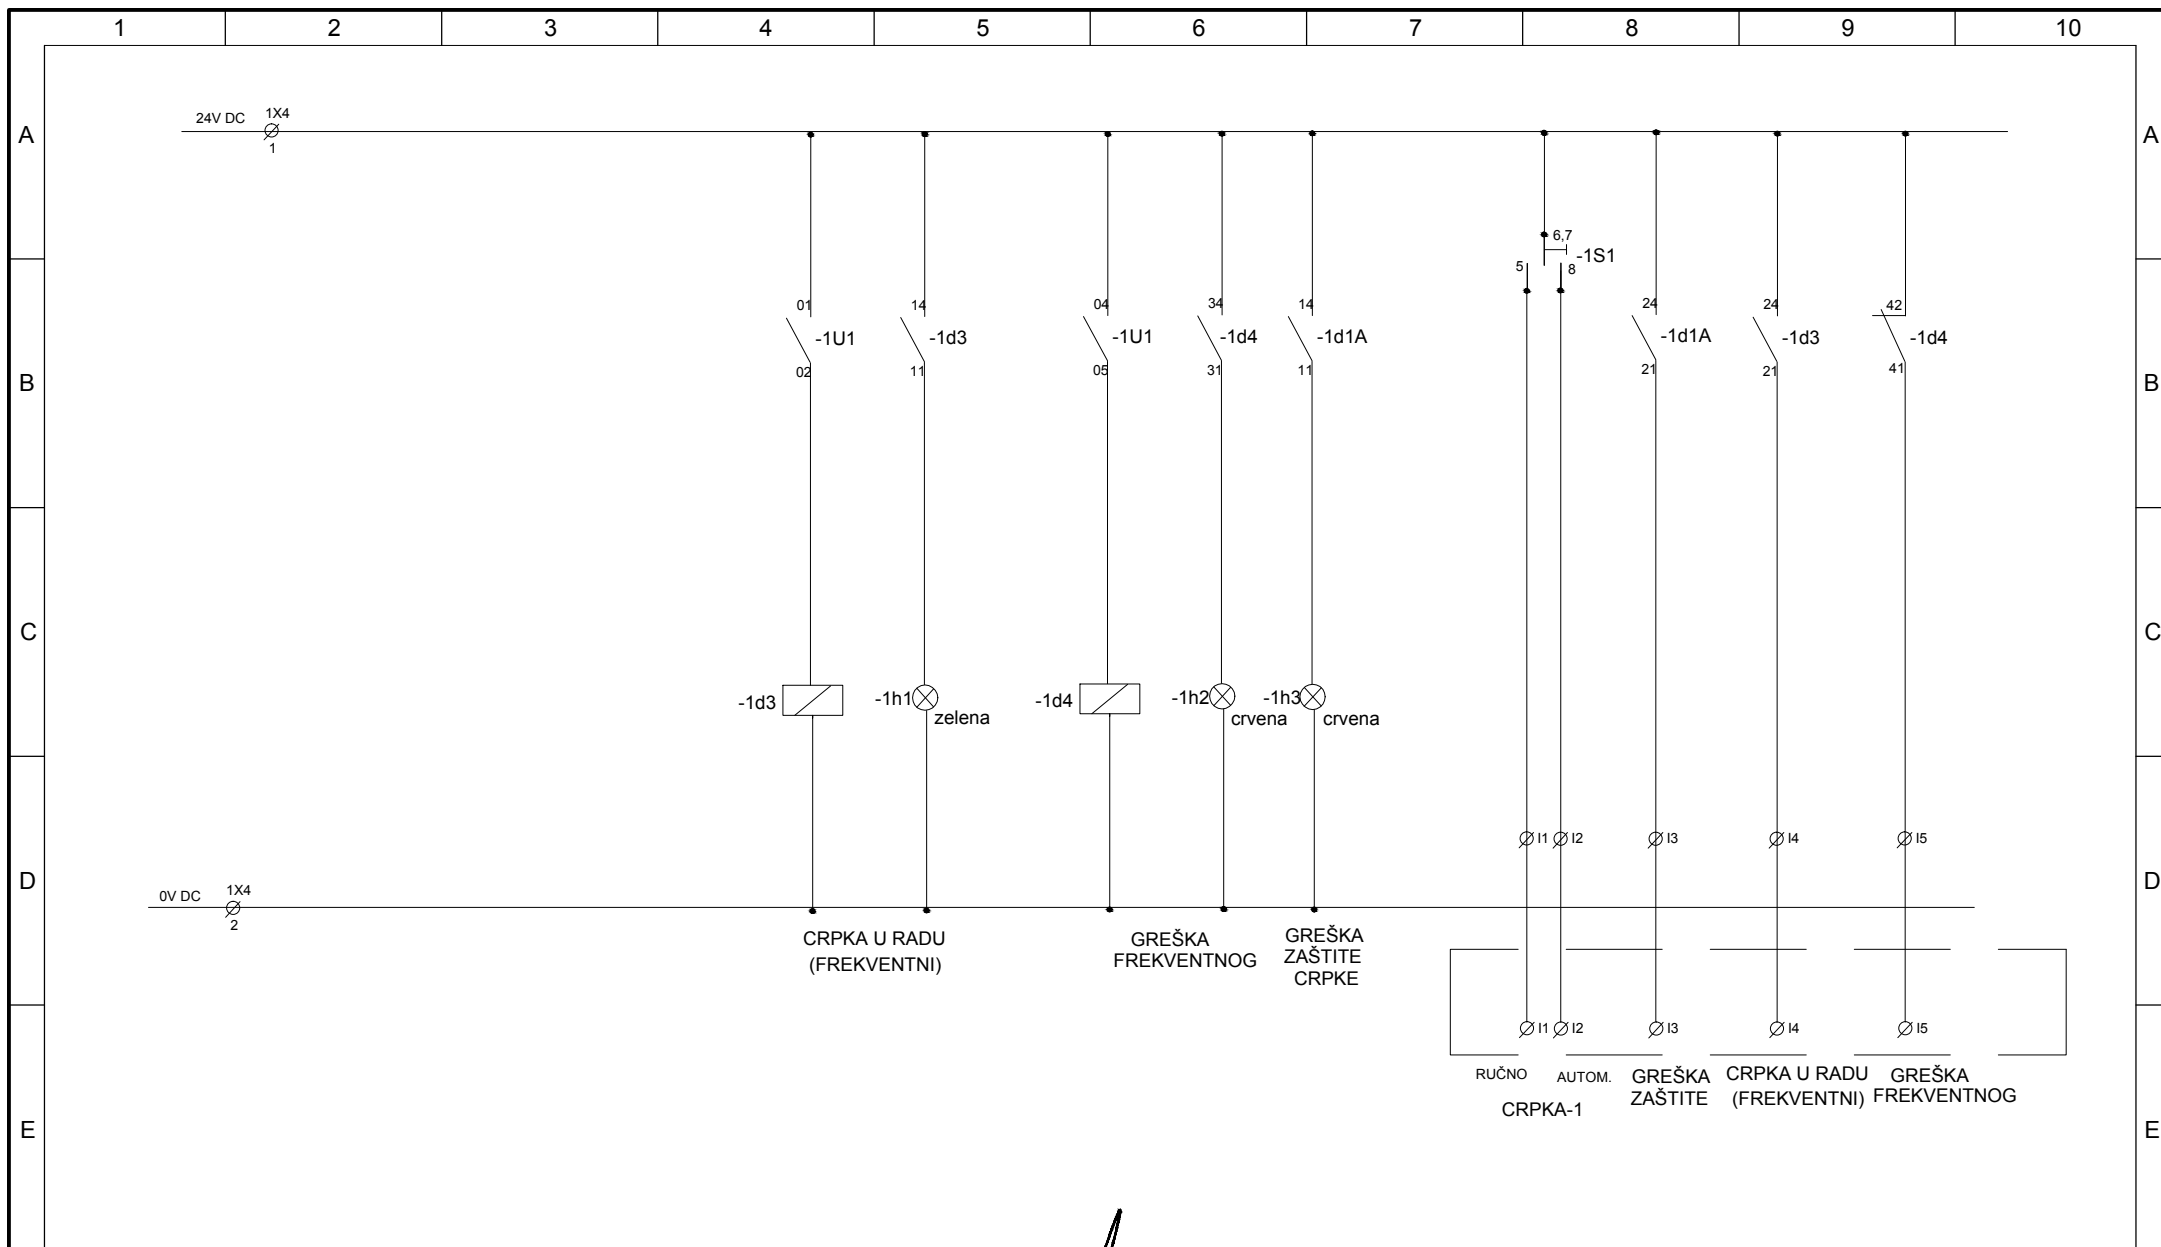 1 2 3 4 5 6 7 8 9 10
A A
24V DC 1X4
1
6,7
-1S1
5 8
B B
01 14 04 34 14 24 24 42
-1U1 -1d3 -1U1 -1d4 -1d1A -1d1A -1d3 -1d4
02 11 05 31 11 21 21 41
C C
-1d3 -1h1 -1d4 -1h2 -1h3
zelena crvena crvena
I1 I2 I3 I4 I5
D D
0V DC 1X4
2
CRPKA U RADU
(FREKVENTNI)
GREŠKA
FREKVENTNOG
GREŠKA
ZAŠTITE
CRPKE
I1 I2 I3 I4 I5
RUČNO AUTOM.
CRPKA-1
GREŠKA
ZAŠTITE
CRPKA U RADU
(FREKVENTNI)
GREŠKA
FREKVENTNOG
E E